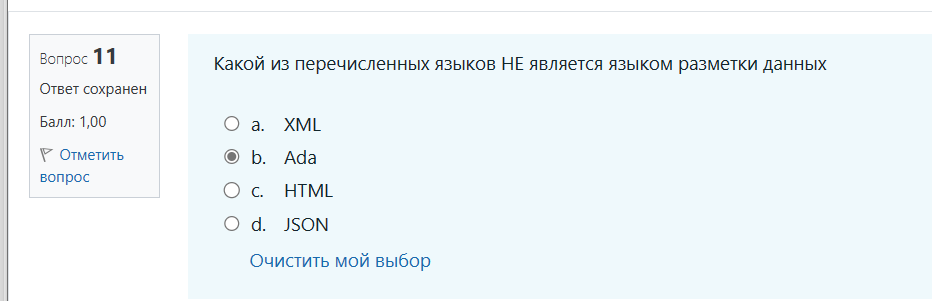 Вопрос 11
Ответ сохранен
Балл: 1,00
Отметить
вопрос
Какой из перечисленных языков НЕ является языком разметки данных
a. XML
b. Ada
c. HTML
d. JSON
Очистить мой выбор